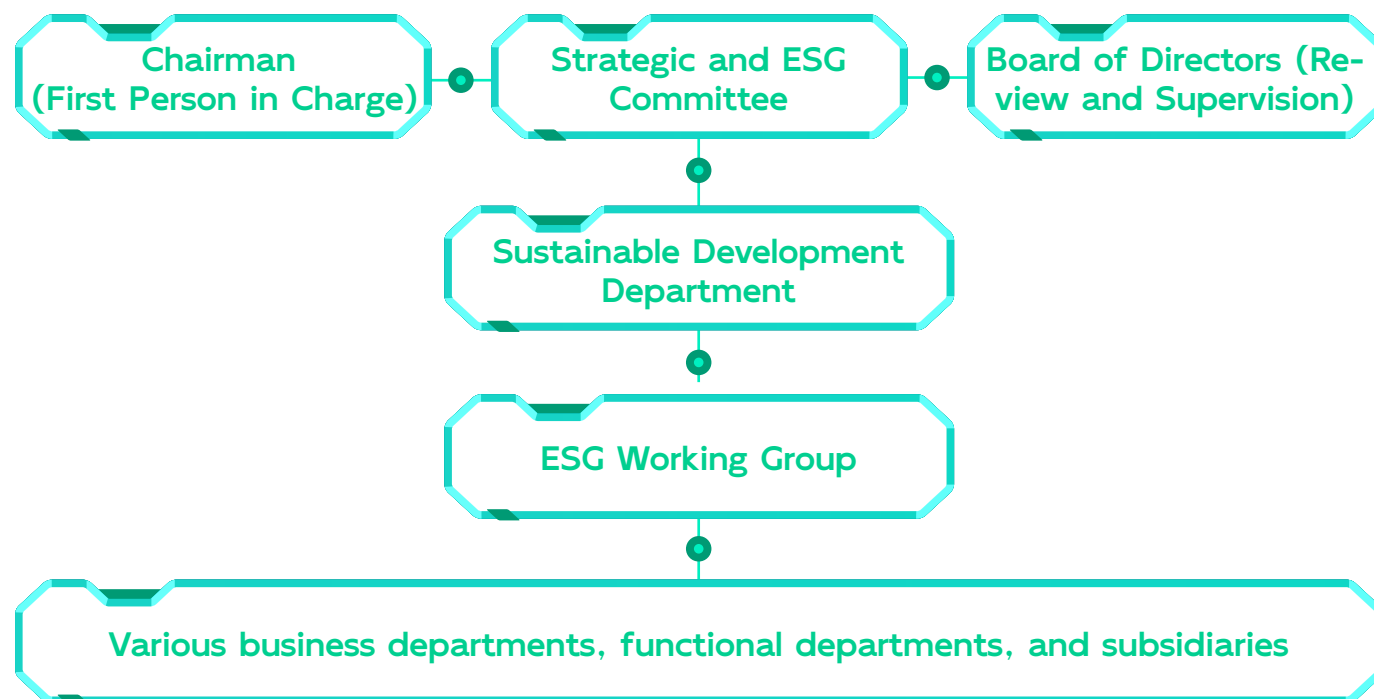 Chairman
(First Person in Charge)
Strategic and ESG
Committee
Board of Directors (Re-
view and Supervision)
Sustainable Development
Department
ESG Working Group
Various business departments, functional departments, and subsidiaries